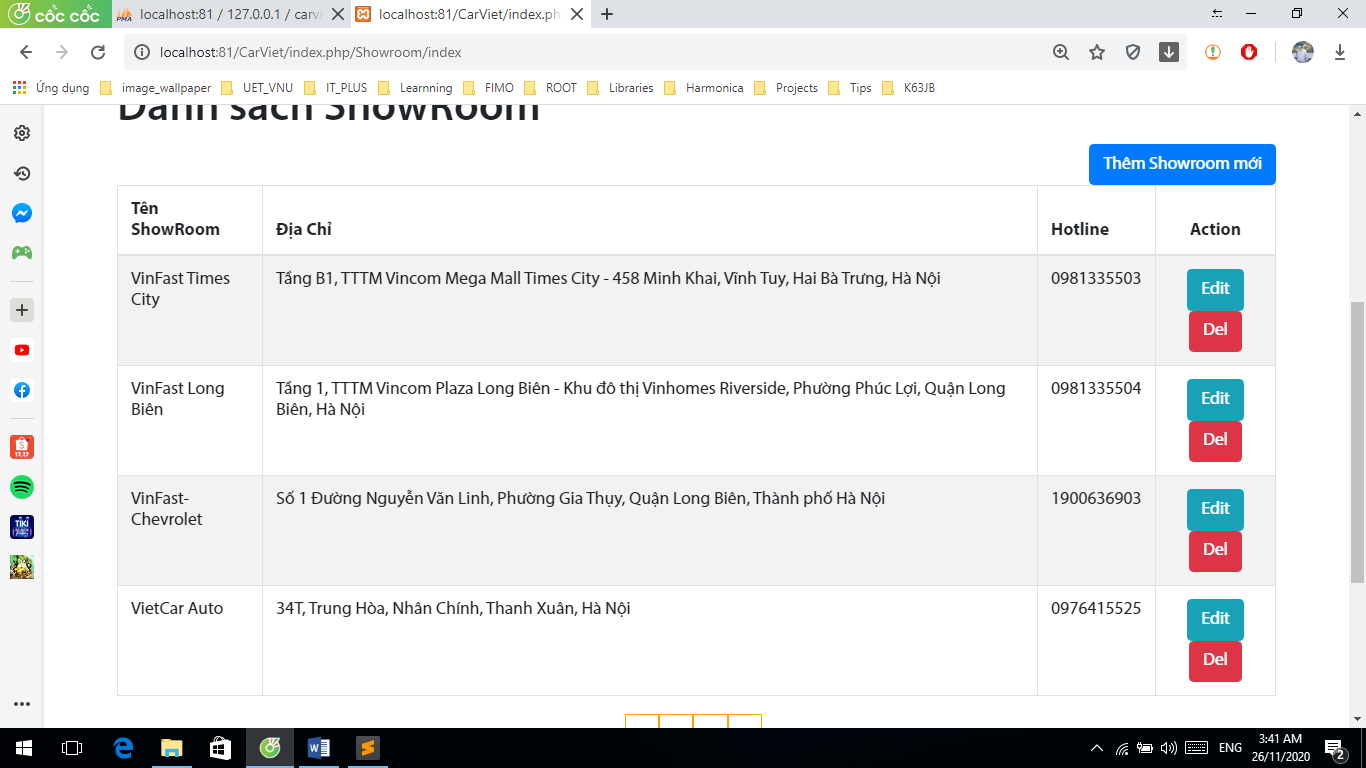 cốc cốc
PMA localhost:81 / 127.0.0.1 / carvi
localhost:81/CarViet/index.ph
localhost:81/CarViet/index.php/Showroom/index
Ứng dụng image_wallpaper UET_VNU IT_PLUS Learnning FIMO ROOT Libraries Harmonica Projects Tips K63JB
Danh sách ShowRoom
Thêm Showroom mới
Tên ShowRoom
Địa Chỉ
Hotline
Action
VinFast Times City
Tầng B1, TTTM Vincom Mega Mall Times City - 458 Minh Khai, Vĩnh Tuy, Hai Bà Trưng, Hà Nội
0981335503
Edit
Del
VinFast Long Biên
Tầng 1, TTTM Vincom Plaza Long Biên - Khu đô thị Vinhomes Riverside, Phường Phúc Lợi, Quận Long
Biên, Hà Nội
0981335504
Edit
Del
VinFast-
Chevrolet
Số 1 Đường Nguyễn Văn Linh, Phường Gia Thụy, Quận Long Biên, Thành phố Hà Nội
1900636903
Edit
Del
VietCar Auto
34T, Trung Hòa, Nhân Chính, Thanh Xuân, Hà Nội
0976415525
Edit
Del
12.12
TIKI
ENG
3:41 AM
26/11/2020
2